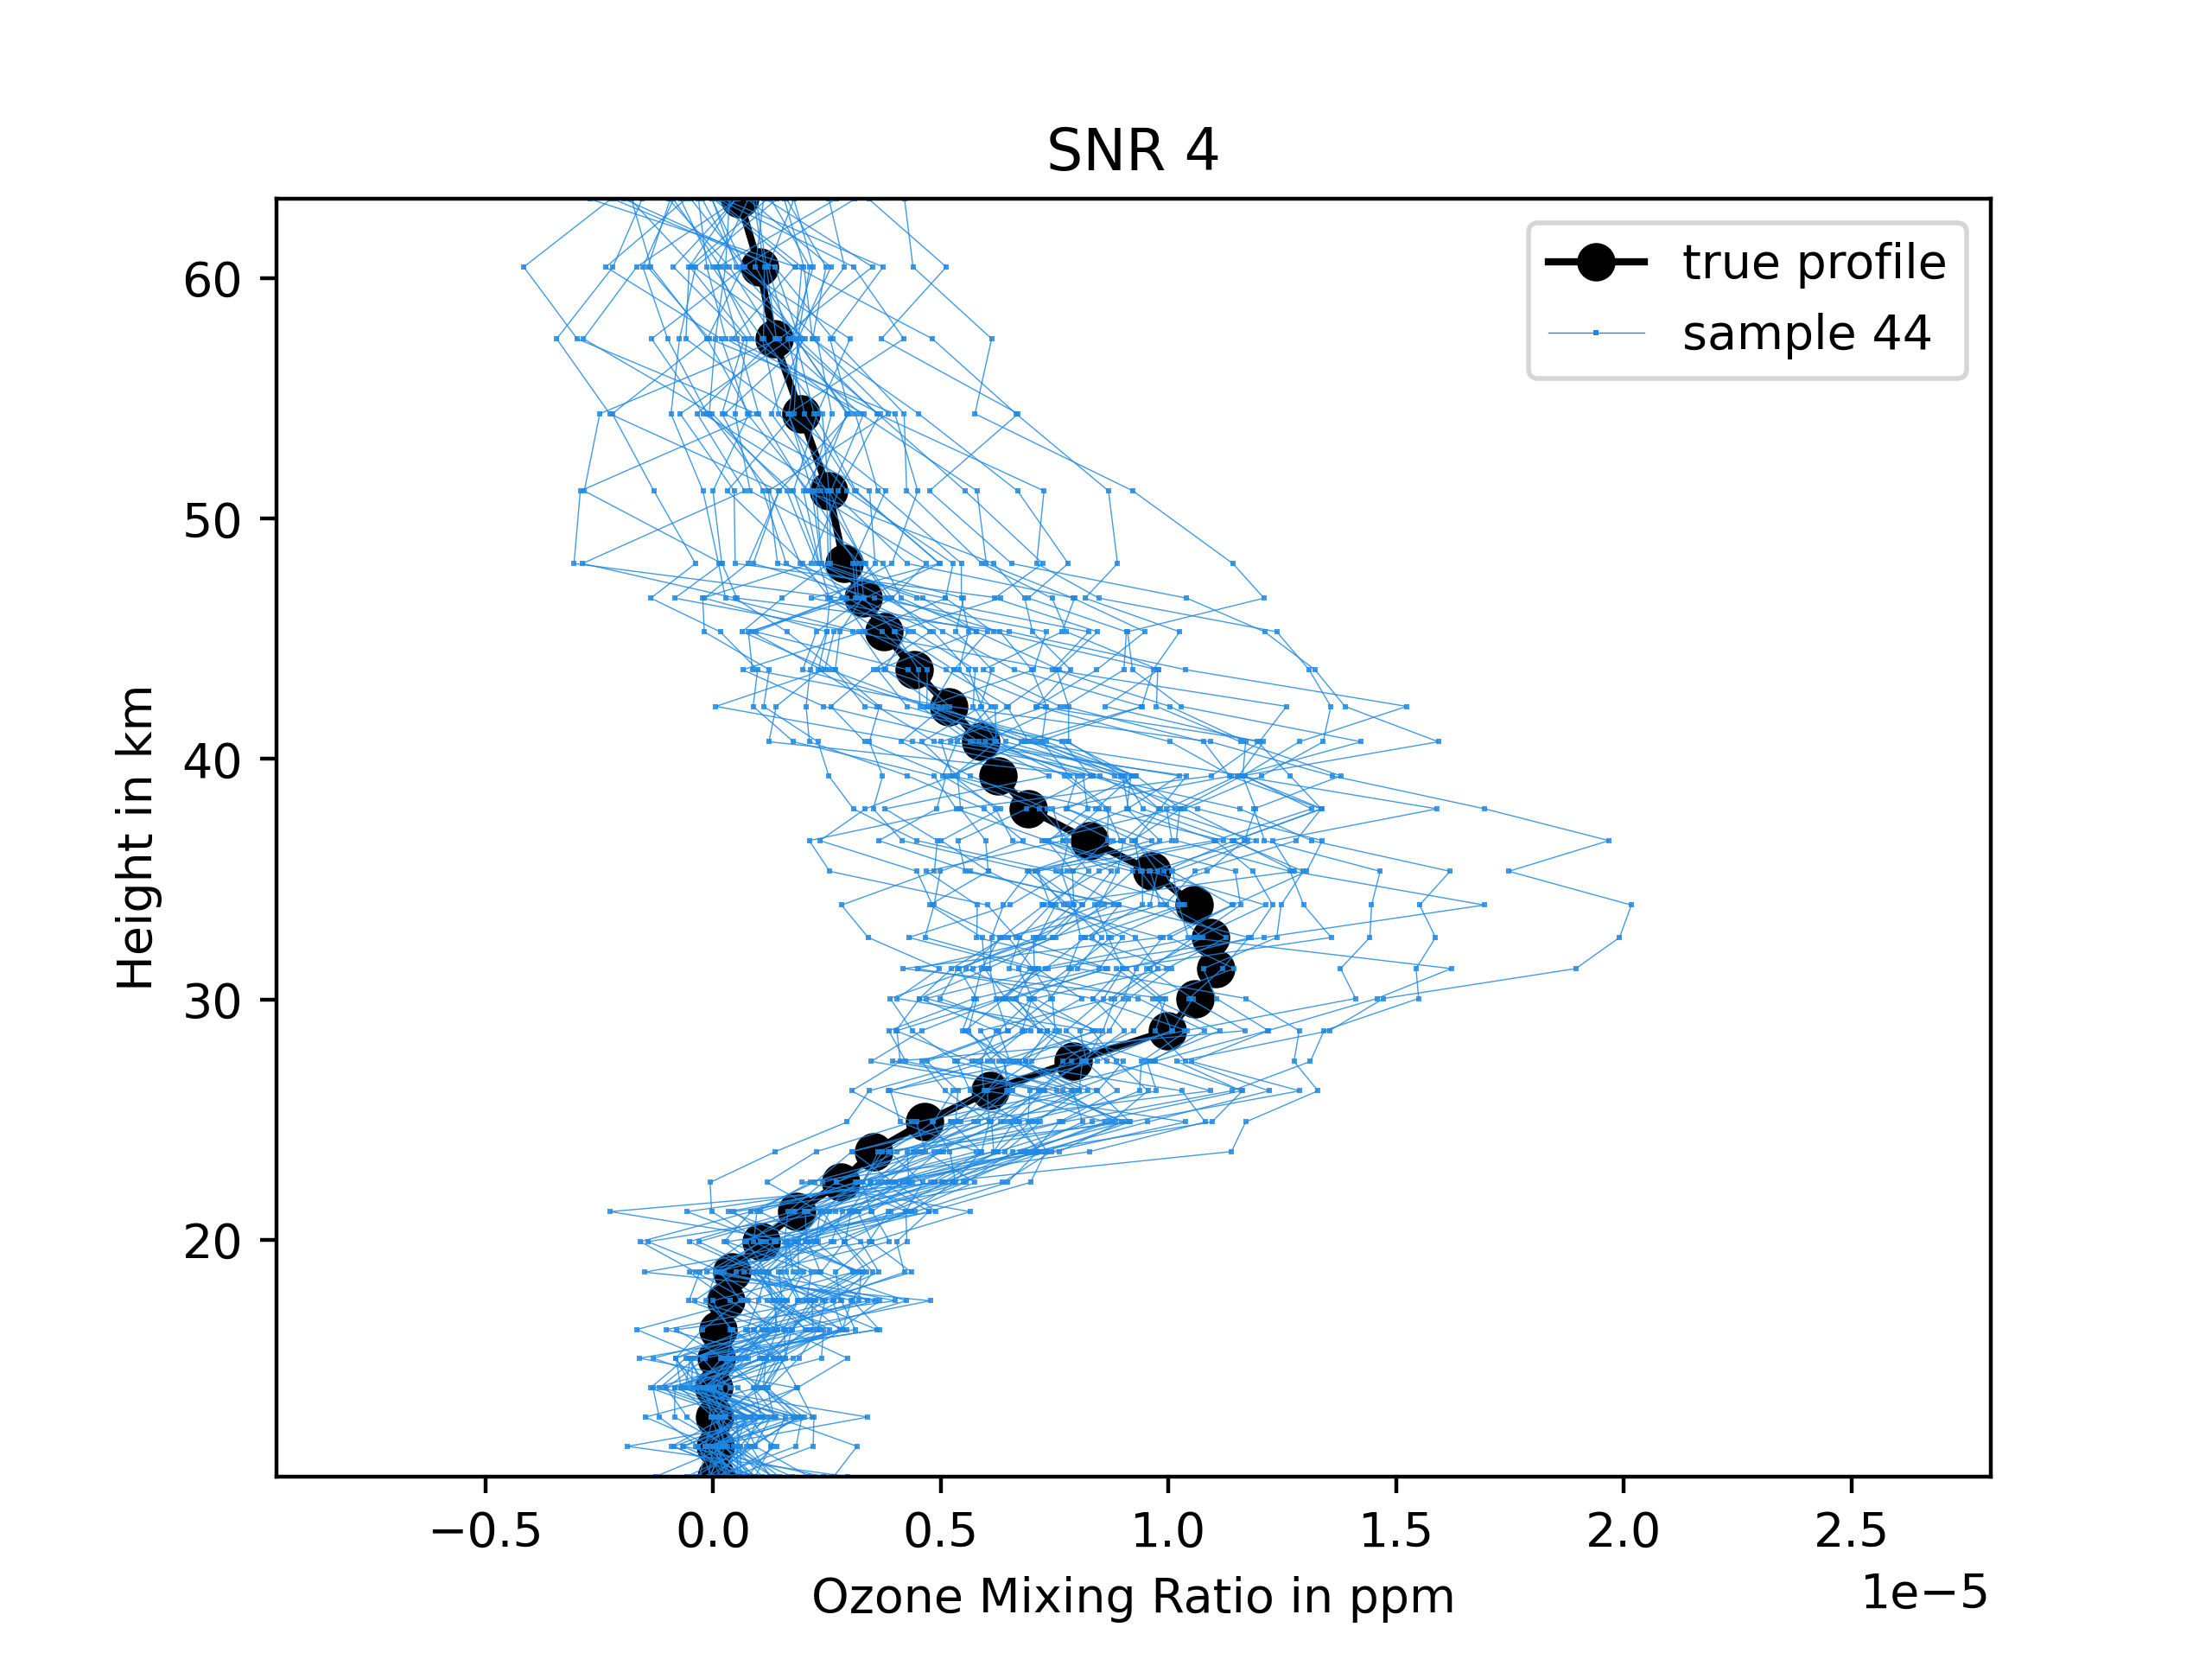 SNR 4
true profile
sample 44
60
50
40
30
20
Height in km
−0.5 0.0 0.5 1.0 1.5 2.0 2.5
Ozone Mixing Ratio in ppm
1e−5